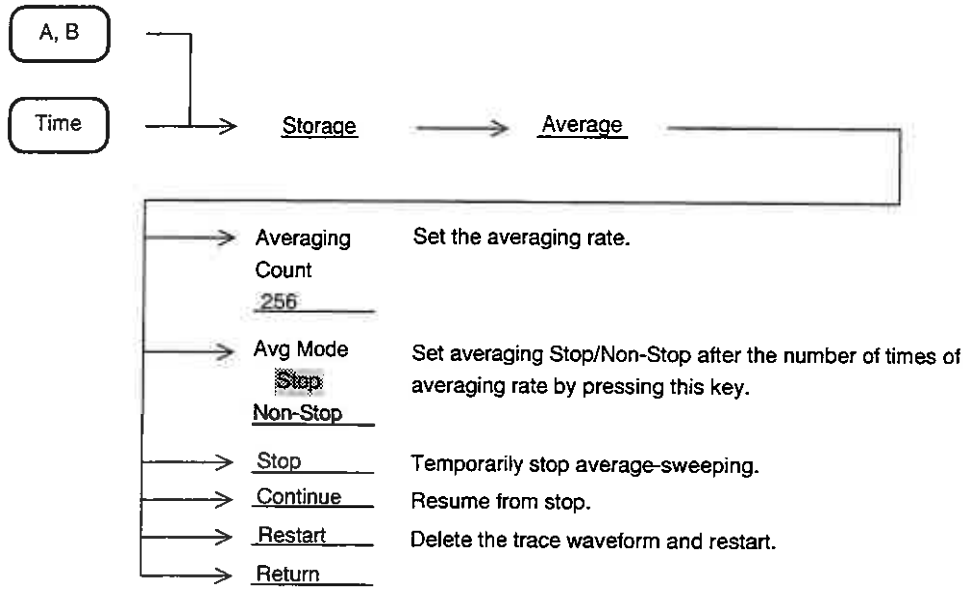 A, B
Time
Storage
Average
Averaging
Count
256
Set the averaging rate.
Avg Mode
Stop
Non-Stop
Set averaging Stop/Non-Stop after the number of times of
averaging rate by pressing this key.
Stop
Temporarily stop average-sweeping.
Continue
Resume from stop.
Restart
Delete the trace waveform and restart.
Return